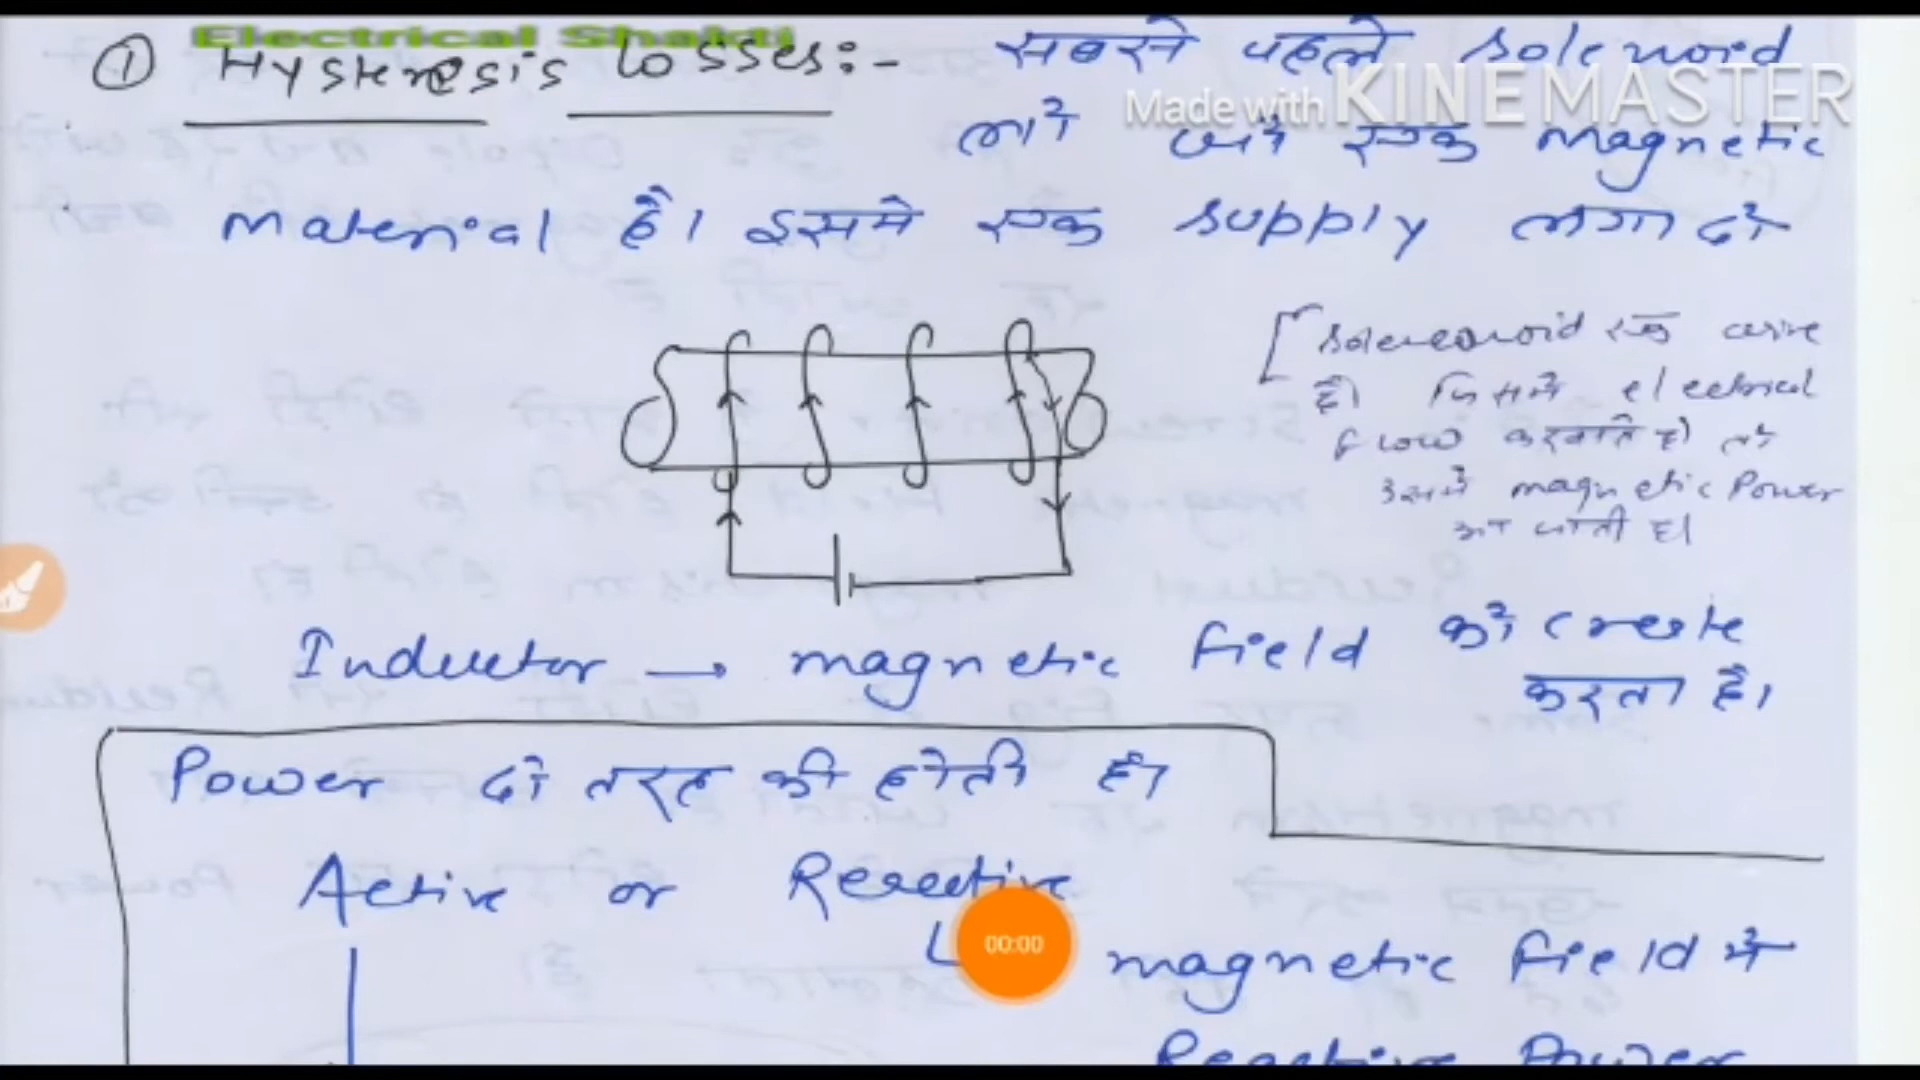 Electrical Shakti
① Hysteresis Losses:- सबसे पहले Solenoid
Made with KINEMASTER
ले जो एक magnetic
material है। इसमे एक supply लगा दो
[Solenoid एक wire
है। जिसमे electrical
flow करवाते है तो
उसमे magnetic Power
आ जाती है।
Inductor → magnetic field को create
करता है।
Power दो तरह की होती है।
Active or Reactive
00:00
magnetic field मे
Reactive Power